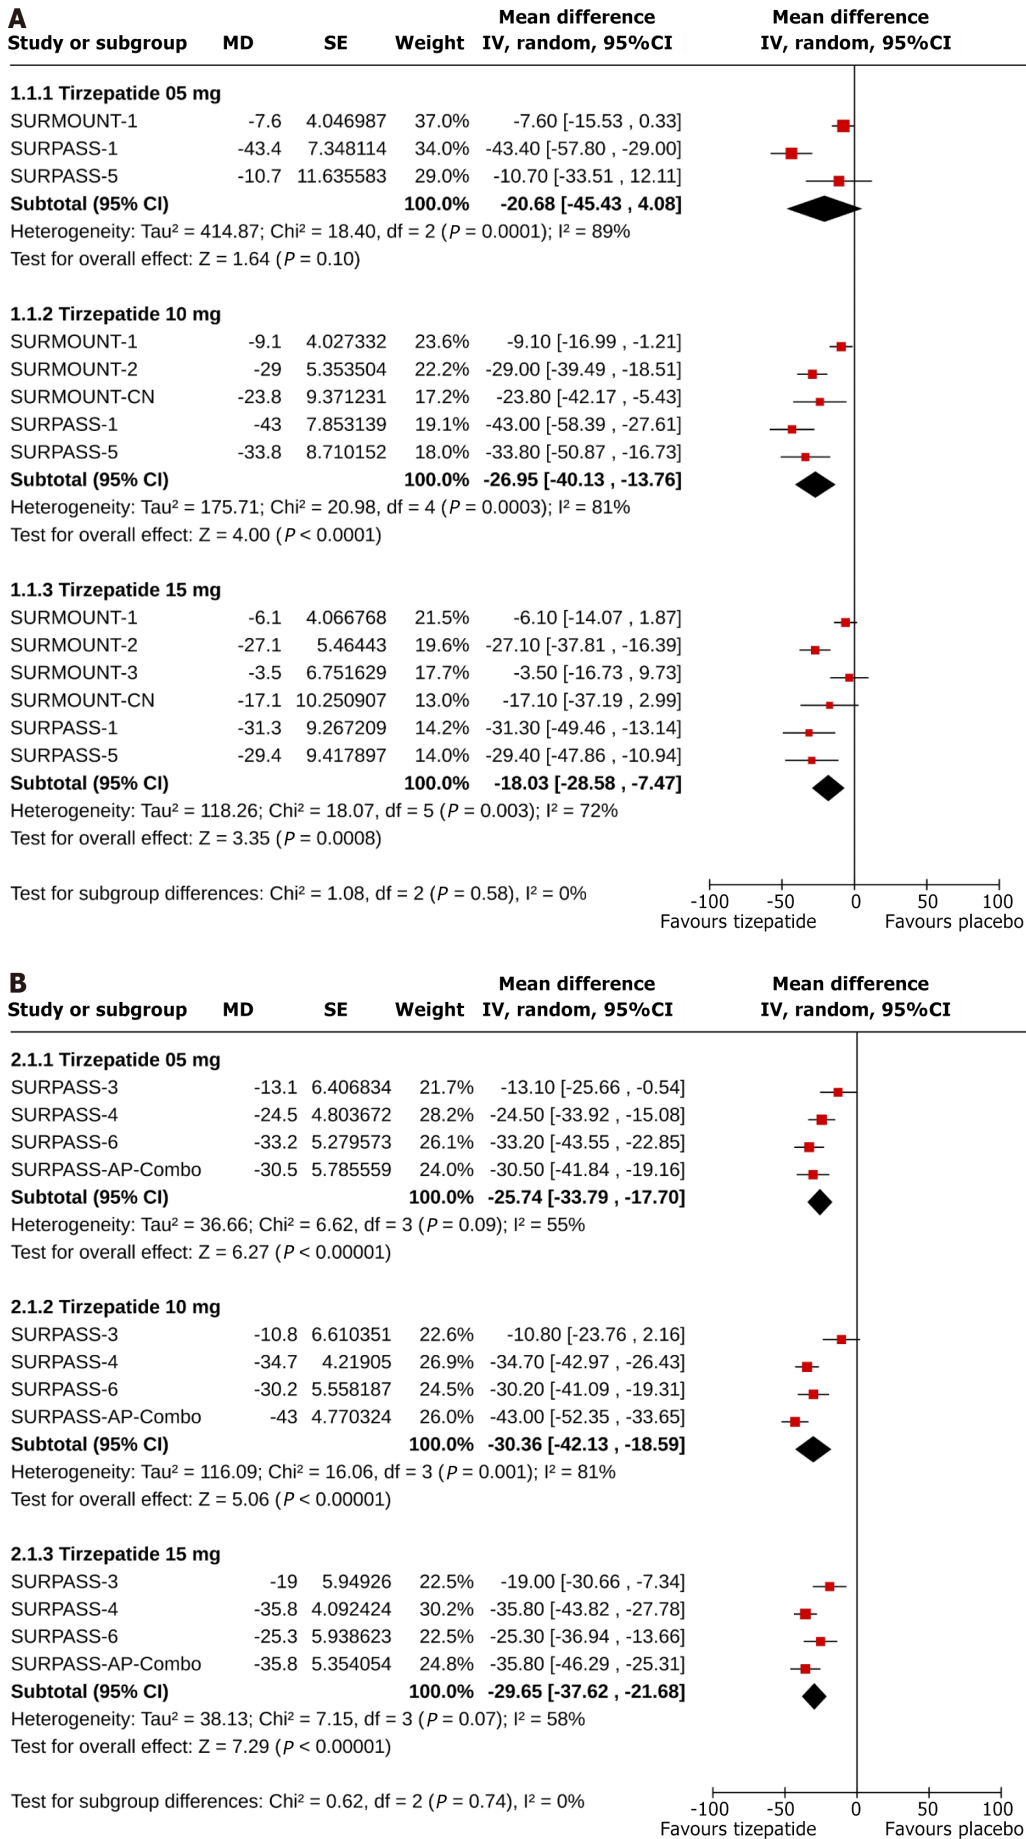 A
Mean difference Mean difference
Study or subgroup MD SE Weight IV, random, 95%CI IV, random, 95%CI
1.1.1 Tirzepatide 05 mg
SURMOUNT-1 -7.6 4.046987 37.0% -7.60 [-15.53 , 0.33]
SURPASS-1 -43.4 7.348114 34.0% -43.40 [-57.80 , -29.00]
SURPASS-5 -10.7 11.635583 29.0% -10.70 [-33.51 , 12.11]
Subtotal (95% CI) 100.0% -20.68 [-45.43 , 4.08]
Heterogeneity: Tau² = 414.87; Chi² = 18.40, df = 2 (P = 0.0001); I² = 89%
Test for overall effect: Z = 1.64 (P = 0.10)
1.1.2 Tirzepatide 10 mg
SURMOUNT-1 -9.1 4.027332 23.6% -9.10 [-16.99 , -1.21]
SURMOUNT-2 -29 5.353504 22.2% -29.00 [-39.49 , -18.51]
SURMOUNT-CN -23.8 9.371231 17.2% -23.80 [-42.17 , -5.43]
SURPASS-1 -43 7.853139 19.1% -43.00 [-58.39 , -27.61]
SURPASS-5 -33.8 8.710152 18.0% -33.80 [-50.87 , -16.73]
Subtotal (95% CI) 100.0% -26.95 [-40.13 , -13.76]
Heterogeneity: Tau² = 175.71; Chi² = 20.98, df = 4 (P = 0.0003); I² = 81%
Test for overall effect: Z = 4.00 (P < 0.0001)
1.1.3 Tirzepatide 15 mg
SURMOUNT-1 -6.1 4.066768 21.5% -6.10 [-14.07 , 1.87]
SURMOUNT-2 -27.1 5.46443 19.6% -27.10 [-37.81 , -16.39]
SURMOUNT-3 -3.5 6.751629 17.7% -3.50 [-16.73 , 9.73]
SURMOUNT-CN -17.1 10.250907 13.0% -17.10 [-37.19 , 2.99]
SURPASS-1 -31.3 9.267209 14.2% -31.30 [-49.46 , -13.14]
SURPASS-5 -29.4 9.417897 14.0% -29.40 [-47.86 , -10.94]
Subtotal (95% CI) 100.0% -18.03 [-28.58 , -7.47]
Heterogeneity: Tau² = 118.26; Chi² = 18.07, df = 5 (P = 0.003); I² = 72%
Test for overall effect: Z = 3.35 (P = 0.0008)
Test for subgroup differences: Chi² = 1.08, df = 2 (P = 0.58), I² = 0%
-100 -50 0 50 100
Favours tizepatide Favours placebo
B
Mean difference Mean difference
Study or subgroup MD SE Weight IV, random, 95%CI IV, random, 95%CI
2.1.1 Tirzepatide 05 mg
SURPASS-3 -13.1 6.406834 21.7% -13.10 [-25.66 , -0.54]
SURPASS-4 -24.5 4.803672 28.2% -24.50 [-33.92 , -15.08]
SURPASS-6 -33.2 5.279573 26.1% -33.20 [-43.55 , -22.85]
SURPASS-AP-Combo -30.5 5.785559 24.0% -30.50 [-41.84 , -19.16]
Subtotal (95% CI) 100.0% -25.74 [-33.79 , -17.70]
Heterogeneity: Tau² = 36.66; Chi² = 6.62, df = 3 (P = 0.09); I² = 55%
Test for overall effect: Z = 6.27 (P < 0.00001)
2.1.2 Tirzepatide 10 mg
SURPASS-3 -10.8 6.610351 22.6% -10.80 [-23.76 , 2.16]
SURPASS-4 -34.7 4.21905 26.9% -34.70 [-42.97 , -26.43]
SURPASS-6 -30.2 5.558187 24.5% -30.20 [-41.09 , -19.31]
SURPASS-AP-Combo -43 4.770324 26.0% -43.00 [-52.35 , -33.65]
Subtotal (95% CI) 100.0% -30.36 [-42.13 , -18.59]
Heterogeneity: Tau² = 116.09; Chi² = 16.06, df = 3 (P = 0.001); I² = 81%
Test for overall effect: Z = 5.06 (P < 0.00001)
2.1.3 Tirzepatide 15 mg
SURPASS-3 -19 5.94926 22.5% -19.00 [-30.66 , -7.34]
SURPASS-4 -35.8 4.092424 30.2% -35.80 [-43.82 , -27.78]
SURPASS-6 -25.3 5.938623 22.5% -25.30 [-36.94 , -13.66]
SURPASS-AP-Combo -35.8 5.354054 24.8% -35.80 [-46.29 , -25.31]
Subtotal (95% CI) 100.0% -29.65 [-37.62 , -21.68]
Heterogeneity: Tau² = 38.13; Chi² = 7.15, df = 3 (P = 0.07); I² = 58%
Test for overall effect: Z = 7.29 (P < 0.00001)
Test for subgroup differences: Chi² = 0.62, df = 2 (P = 0.74), I² = 0%
-100 -50 0 50 100
Favours tizepatide Favours placebo